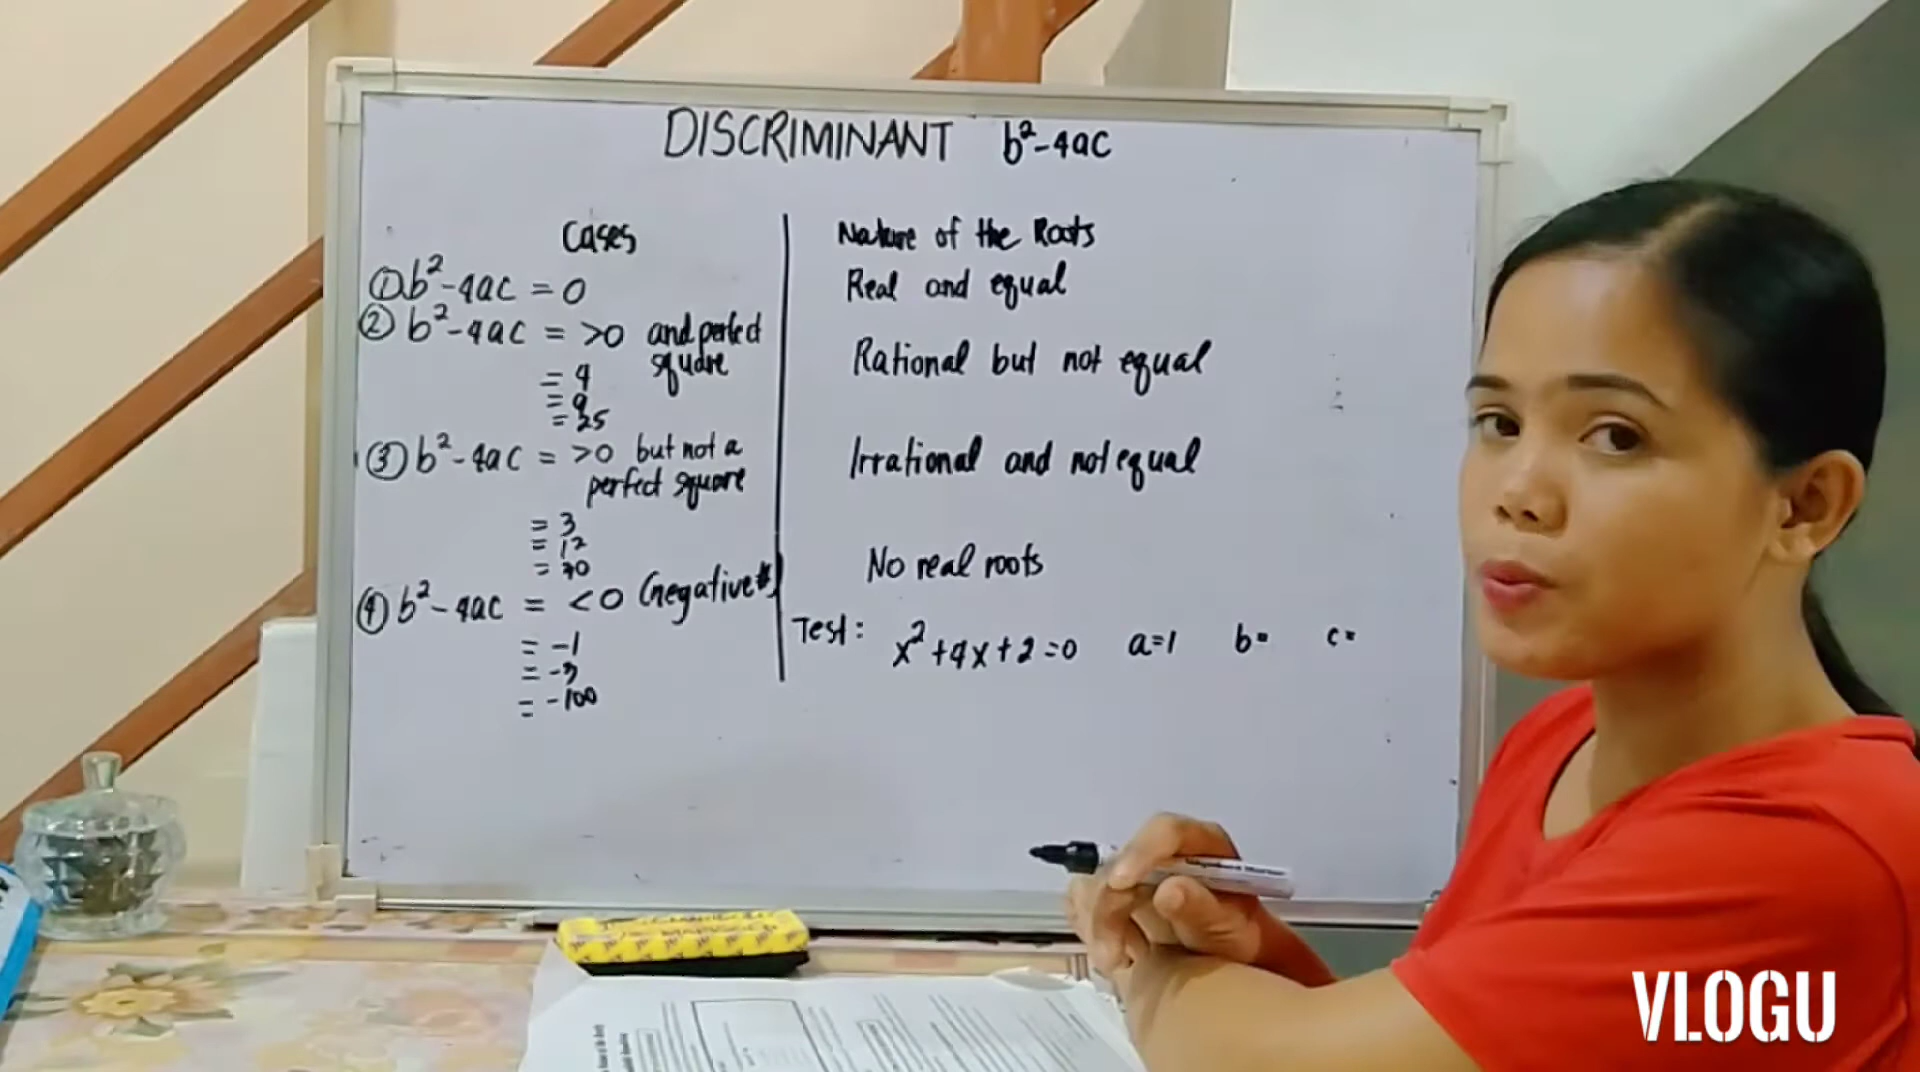 DISCRIMINANT b²-4ac
Cases
① b²-4ac = 0
② b²-4ac = >0 and perfect
square
= 4
= 9
= 25
③ b²-4ac = >0 but not a
perfect square
= 3
= 12
④ b²-4ac = <0 (negative #)
= -1
= -3
= -100
Nature of the Roots
Real and equal
Rational but not equal
Irrational and not equal
No real roots
Test: x²+4x+2=0 a=1 b= c=
VLOGU